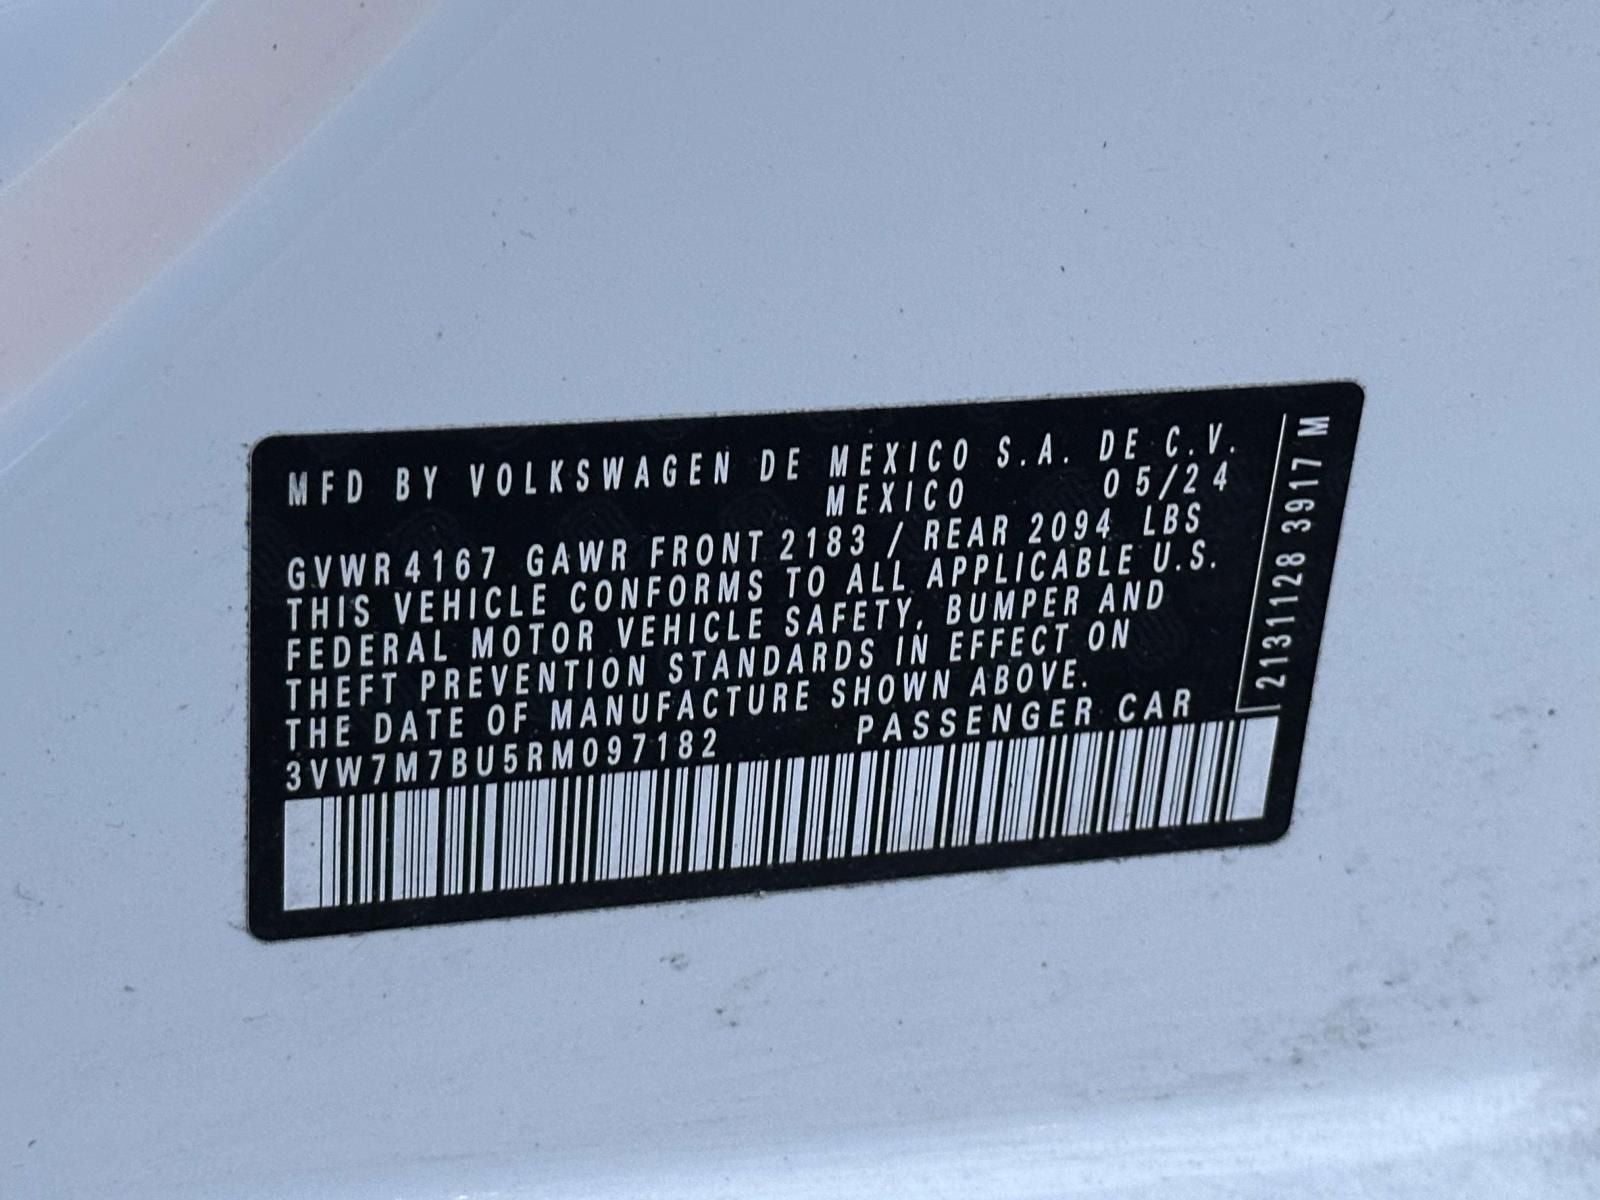 MFD BY VOLKSWAGEN DE MEXICO S.A. DE C.V.
MEXICO 05/24
GVWR 4167 GAWR FRONT 2183 / REAR 2094 LBS
THIS VEHICLE CONFORMS TO ALL APPLICABLE U.S.
FEDERAL MOTOR VEHICLE SAFETY, BUMPER AND
THEFT PREVENTION STANDARDS IN EFFECT ON
THE DATE OF MANUFACTURE SHOWN ABOVE.
3VW7M7BU5RM097182 PASSENGER CAR
2131128 3917 M